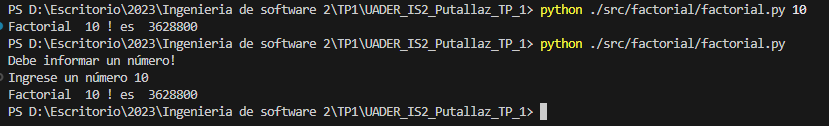 PS D:\Escritorio\2023\Ingenieria de software 2\TP1\UADER_IS2_Putallaz_TP_1> python ./src/factorial/factorial.py 10
Factorial  10 ! es  3628800
PS D:\Escritorio\2023\Ingenieria de software 2\TP1\UADER_IS2_Putallaz_TP_1> python ./src/factorial/factorial.py
Debe informar un número!
Ingrese un número 10
Factorial  10 ! es  3628800
PS D:\Escritorio\2023\Ingenieria de software 2\TP1\UADER_IS2_Putallaz_TP_1>